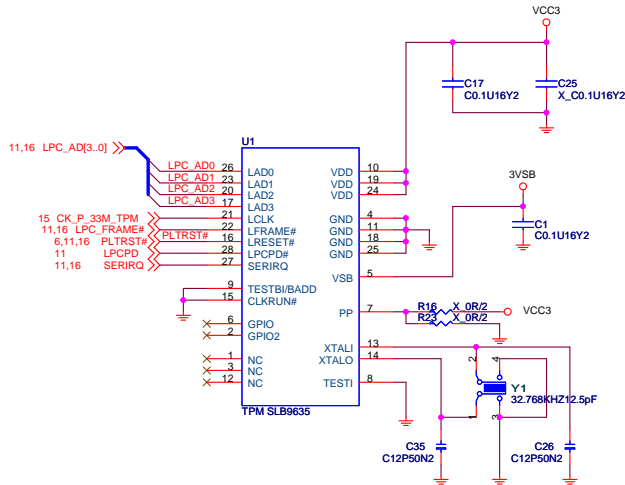 VCC3
C17
C0.1U16Y2
C25
X_C0.1U16Y2
U1
11,16 LPC_AD[3..0]
LPC_AD0 26 LAD0 VDD 10
LPC_AD1 23 LAD1 VDD 19
LPC_AD2 20 LAD2 VDD 24
LPC_AD3 17 LAD3
3VSB
15 CK_P_33M_TPM 21 LCLK GND 4
11,16 LPC_FRAME# 22 LFRAME# GND 11
6,11,16 PLTRST# PLTRST# 16 LRESET# GND 18
11 LPCPD 28 LPCPD# GND 25
11,16 SERIRQ 27 SERIRQ
C1
C0.1U16Y2
VSB 5
9 TESTBI/BADD
15 CLKRUN#
6 GPIO
2 GPIO2
PP 7
R16 X_0R/2 VCC3
R23 X_0R/2
XTALI 13
XTALO 14
1 NC
3 NC
12 NC
TESTI 8
TPM SLB9635
2 4
Y1
32.768KHZ12.5pF
1 3
C35
C12P50N2
C26
C12P50N2